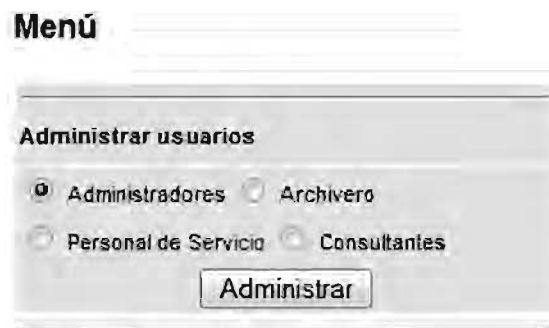 Menú
Administrar usuarios
Administradores Archivero
Personal de Servicio Consultantes
Administrar